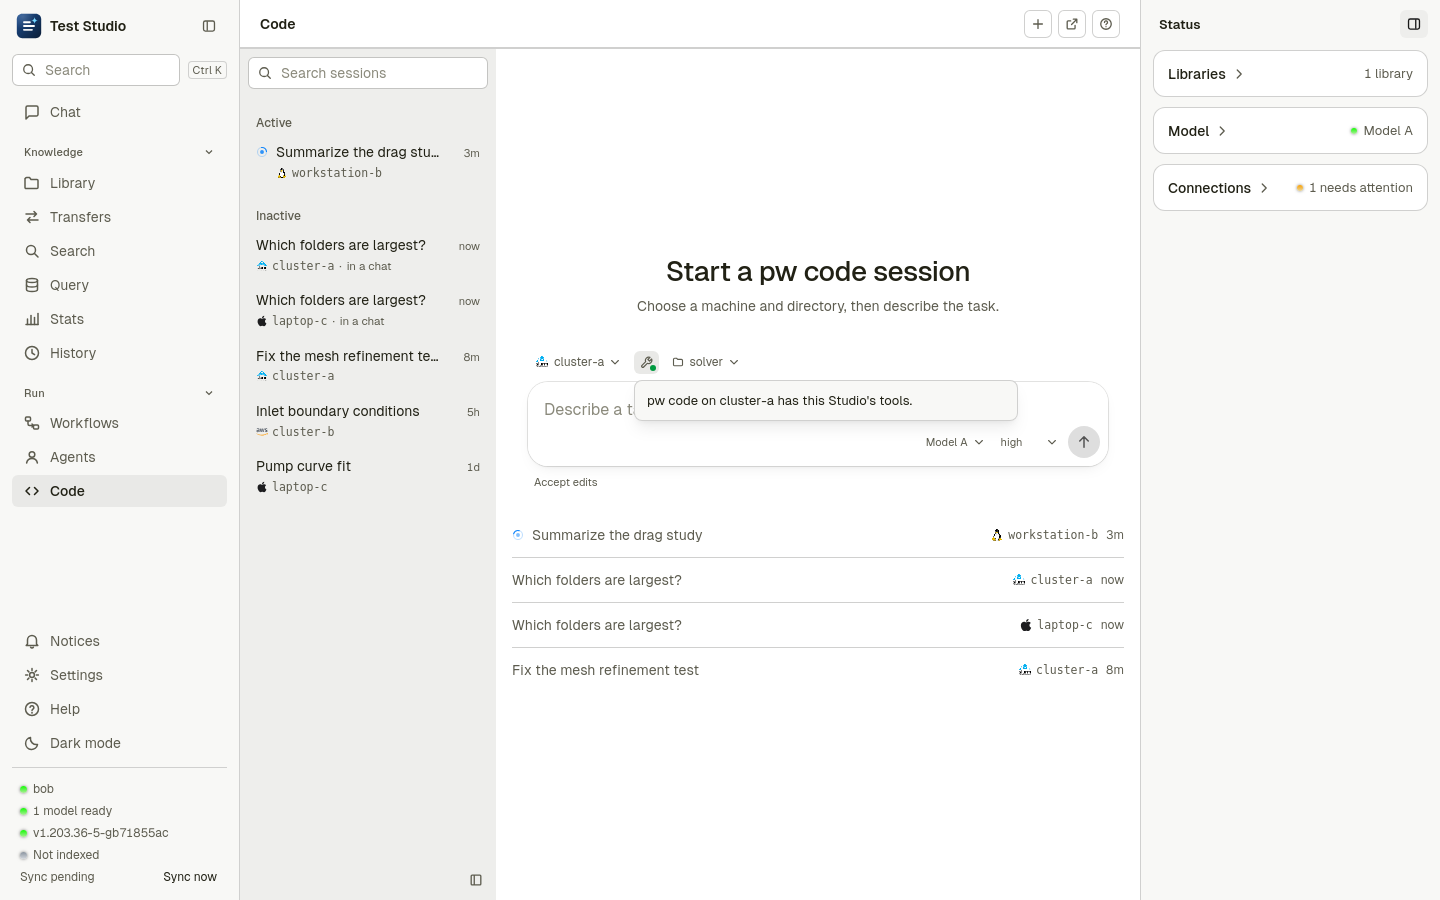 Test Studio
Search
Ctrl K
Chat
Knowledge
Library
Transfers
Search
Query
Stats
History
Run
Workflows
Agents
Code
Notices
Settings
Help
Dark mode
bob
1 model ready
v1.203.36-5-gb71855ac
Not indexed
Sync pending
Sync now
Code
Search sessions
Active
Summarize the drag stu... 3m
workstation-b
Inactive
Which folders are largest? now
cluster-a · in a chat
Which folders are largest? now
laptop-c · in a chat
Fix the mesh refinement te... 8m
cluster-a
Inlet boundary conditions 5h
aws cluster-b
Pump curve fit 1d
laptop-c
Start a pw code session
Choose a machine and directory, then describe the task.
cluster-a
solver
pw code on cluster-a has this Studio's tools.
Describe a t
Model A
high
Accept edits
Summarize the drag study workstation-b 3m
Which folders are largest? cluster-a now
Which folders are largest? laptop-c now
Fix the mesh refinement test cluster-a 8m
Status
Libraries 1 library
Model Model A
Connections 1 needs attention